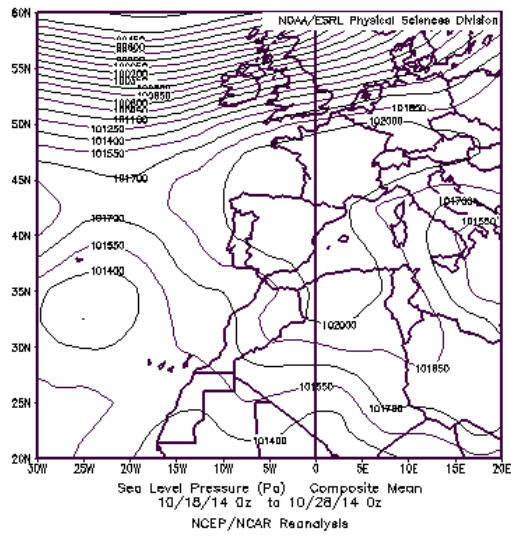 NOAA/ESRL Physical Sciences Division
60N
55N
50N
45N
40N
35N
30N
25N
20N
100200
101100
101250
101400
101550
101700
101850
102000
101700
101550
101400
101700
101550
102000
101850
101550
101700
101400
30W 25W 20W 15W 10W 5W 0 5E 10E 15E 20E
Sea Level Pressure (Pa) Composite Mean
10/18/14 0z to 10/28/14 0z
NCEP/NCAR Reanalysis